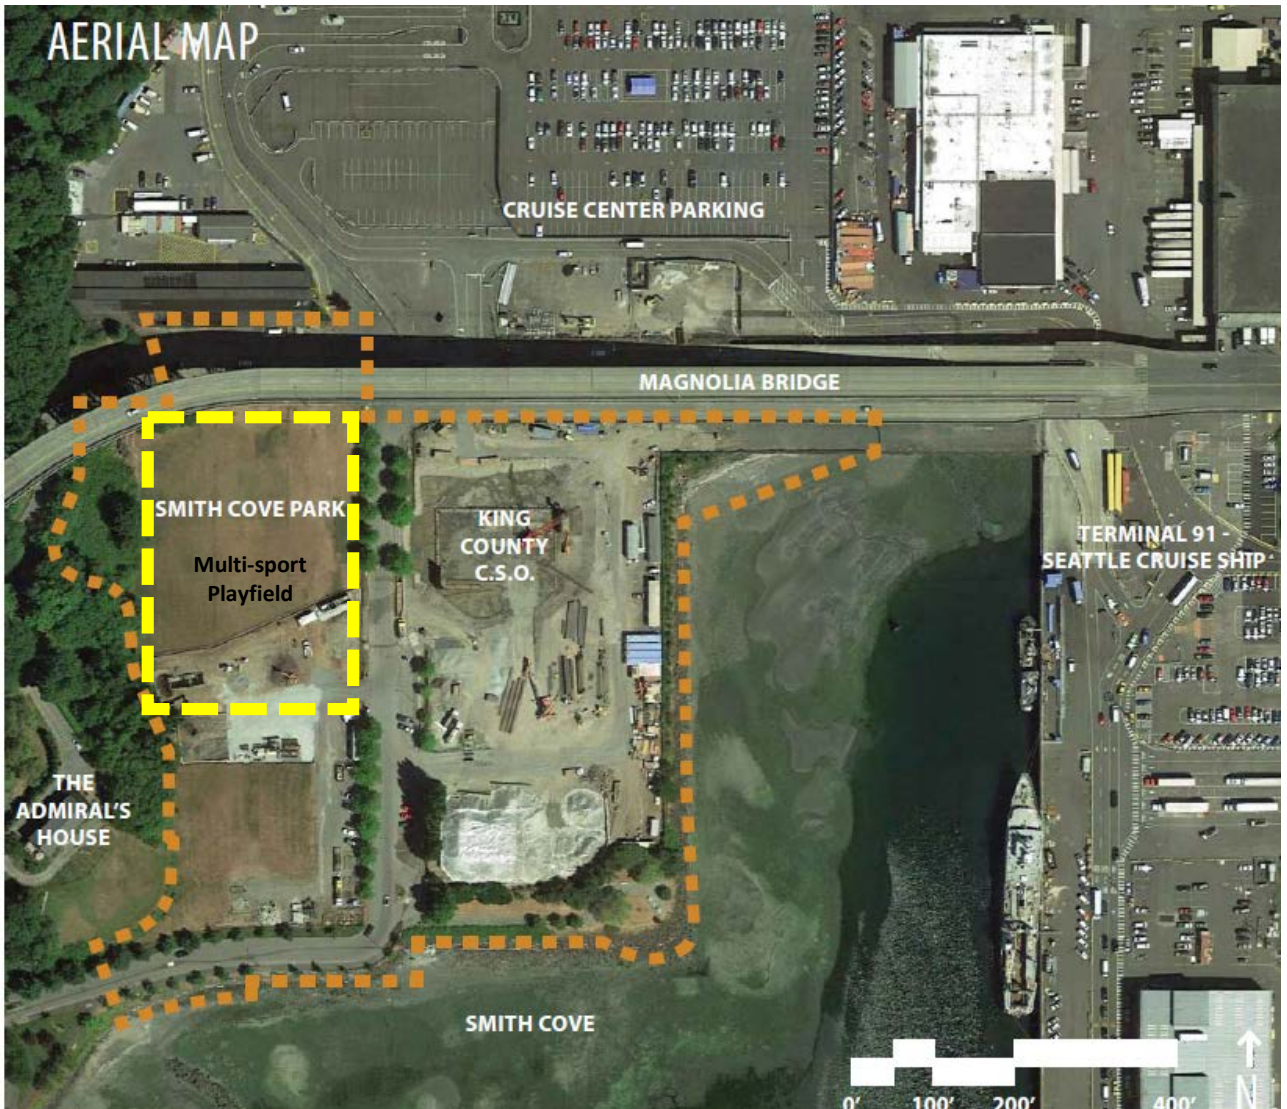 AERIAL MAP
CRUISE CENTER PARKING
MAGNOLIA BRIDGE
SMITH COVE PARK
Multi-sport
Playfield
KING
COUNTY
C.S.O.
TERMINAL 91 -
SEATTLE CRUISE SHIP
THE
ADMIRAL'S
HOUSE
SMITH COVE
0' 100' 200' 400' N